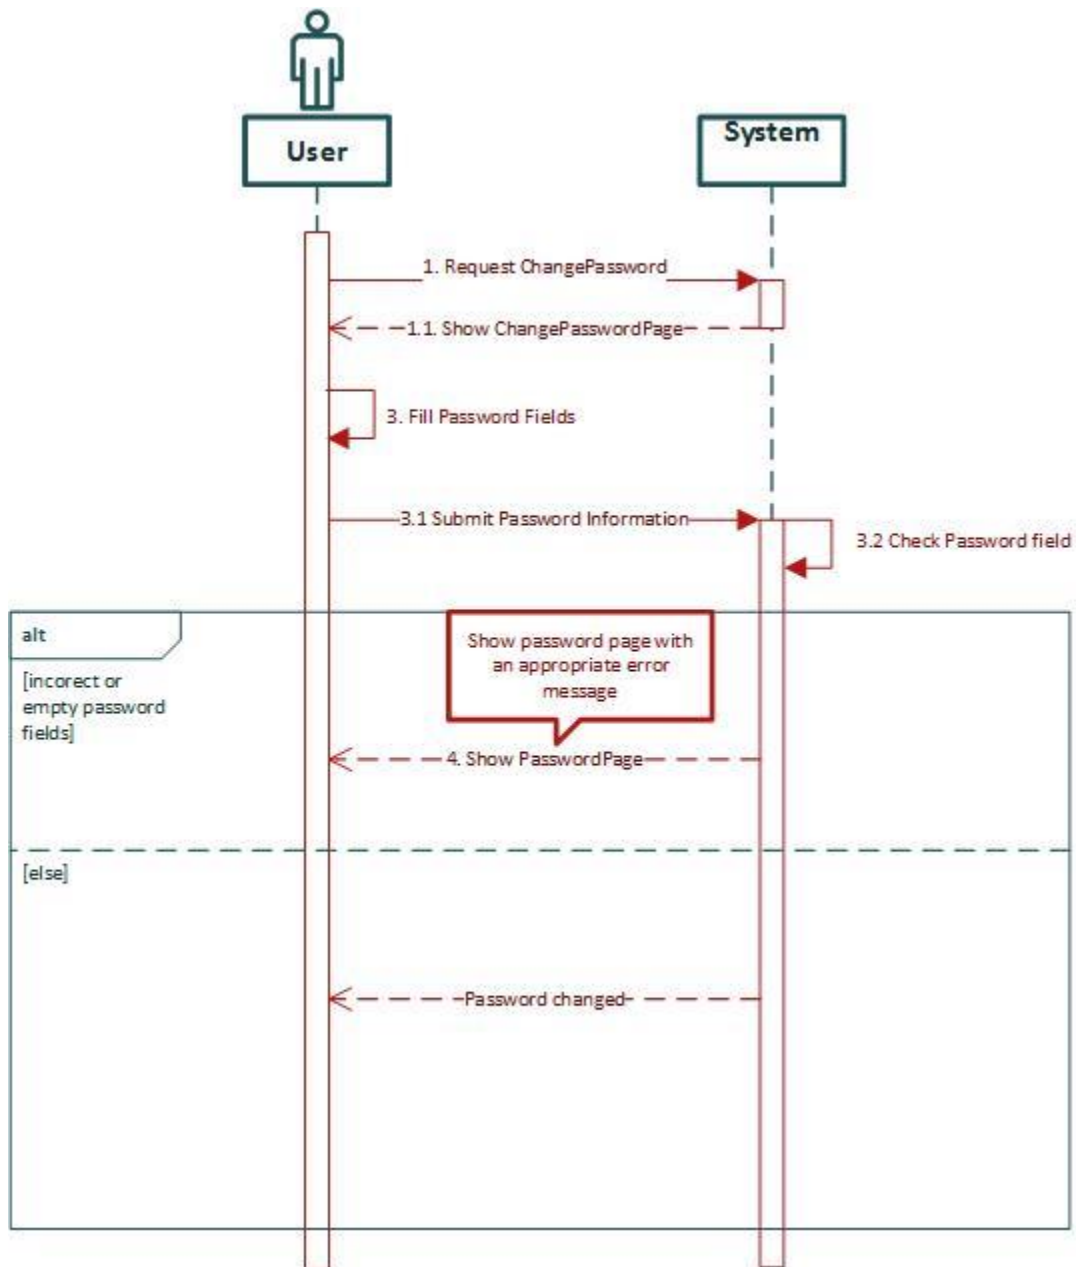 User
System
1. Request ChangePassword
1.1. Show ChangePasswordPage
3. Fill Password Fields
3.1 Submit Password Information
3.2 Check Password field
alt
[incorect or
empty password
fields]
Show password page with
an appropriate error
message
4. Show PasswordPage
[else]
Password changed